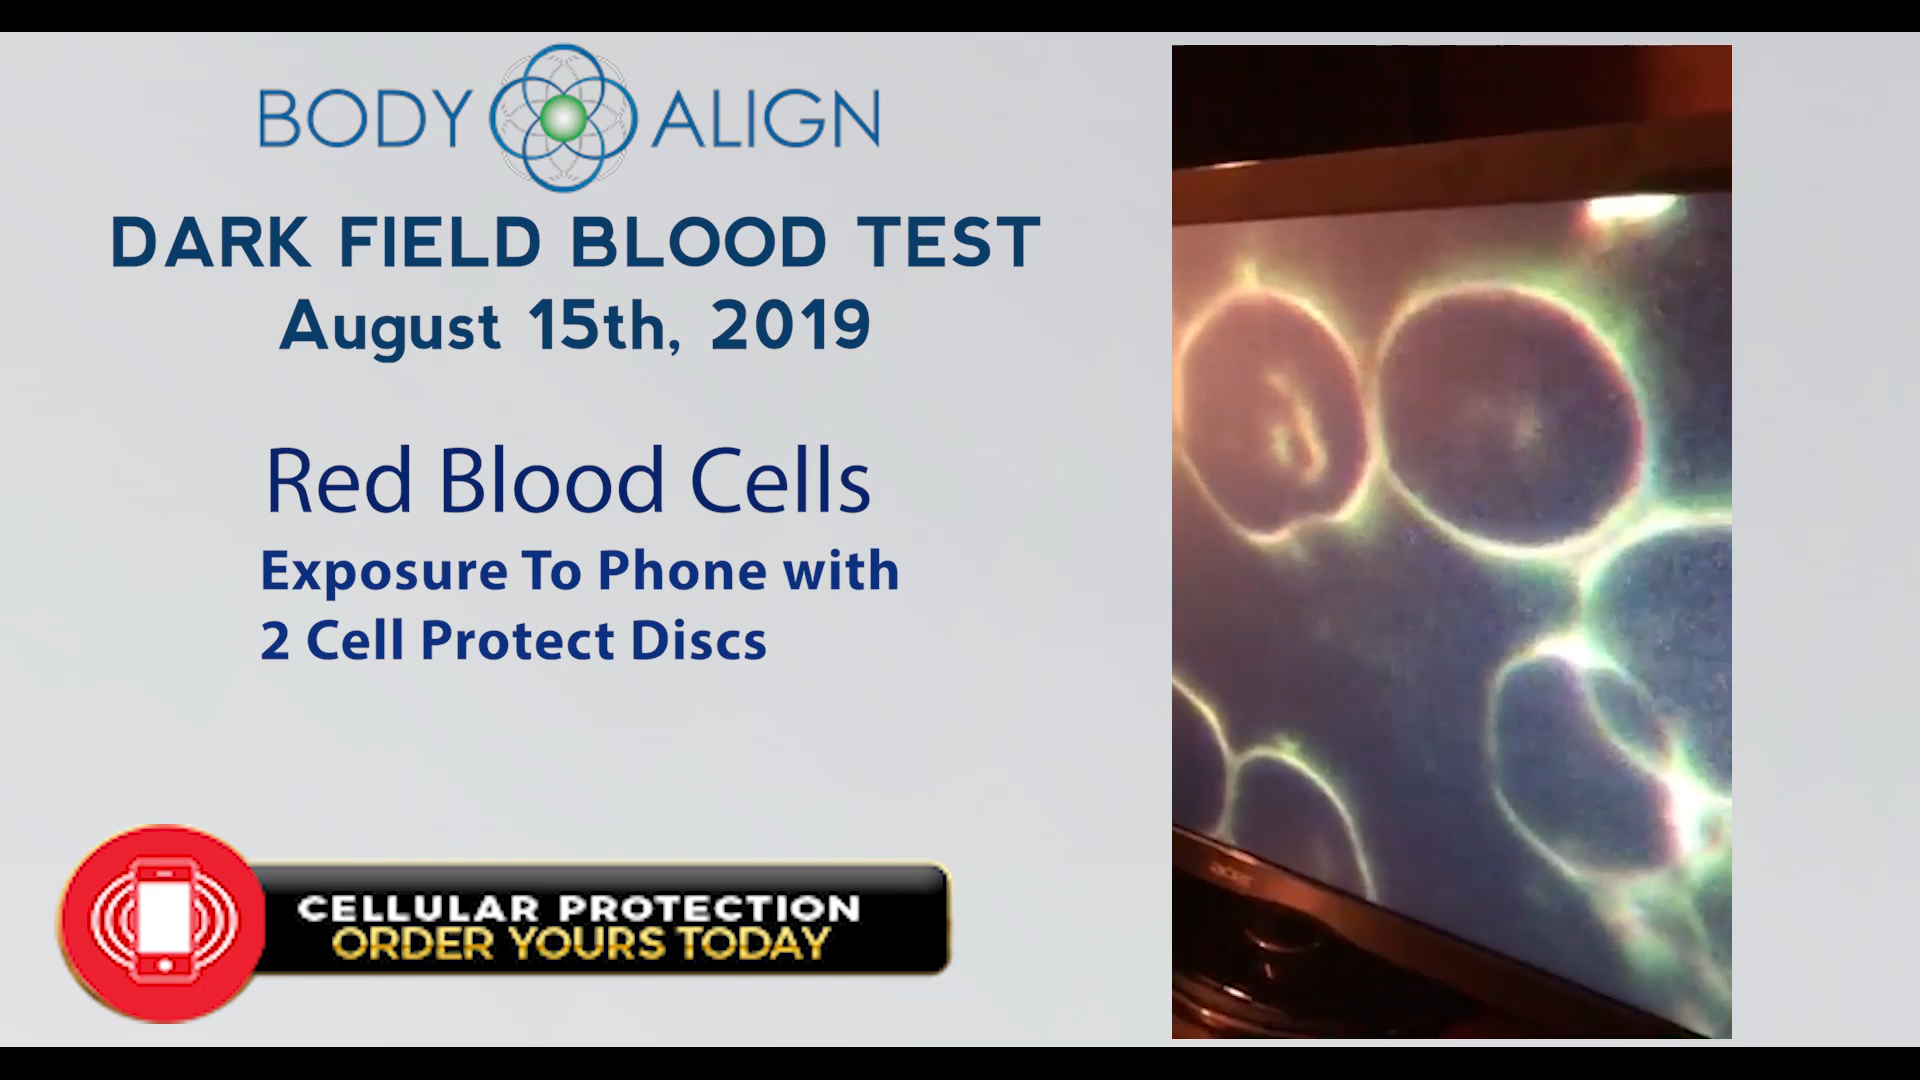 BODY ALIGN
DARK FIELD BLOOD TEST
August 15th, 2019
Red Blood Cells
Exposure To Phone with
2 Cell Protect Discs
CELLULAR PROTECTION
ORDER YOURS TODAY
acer